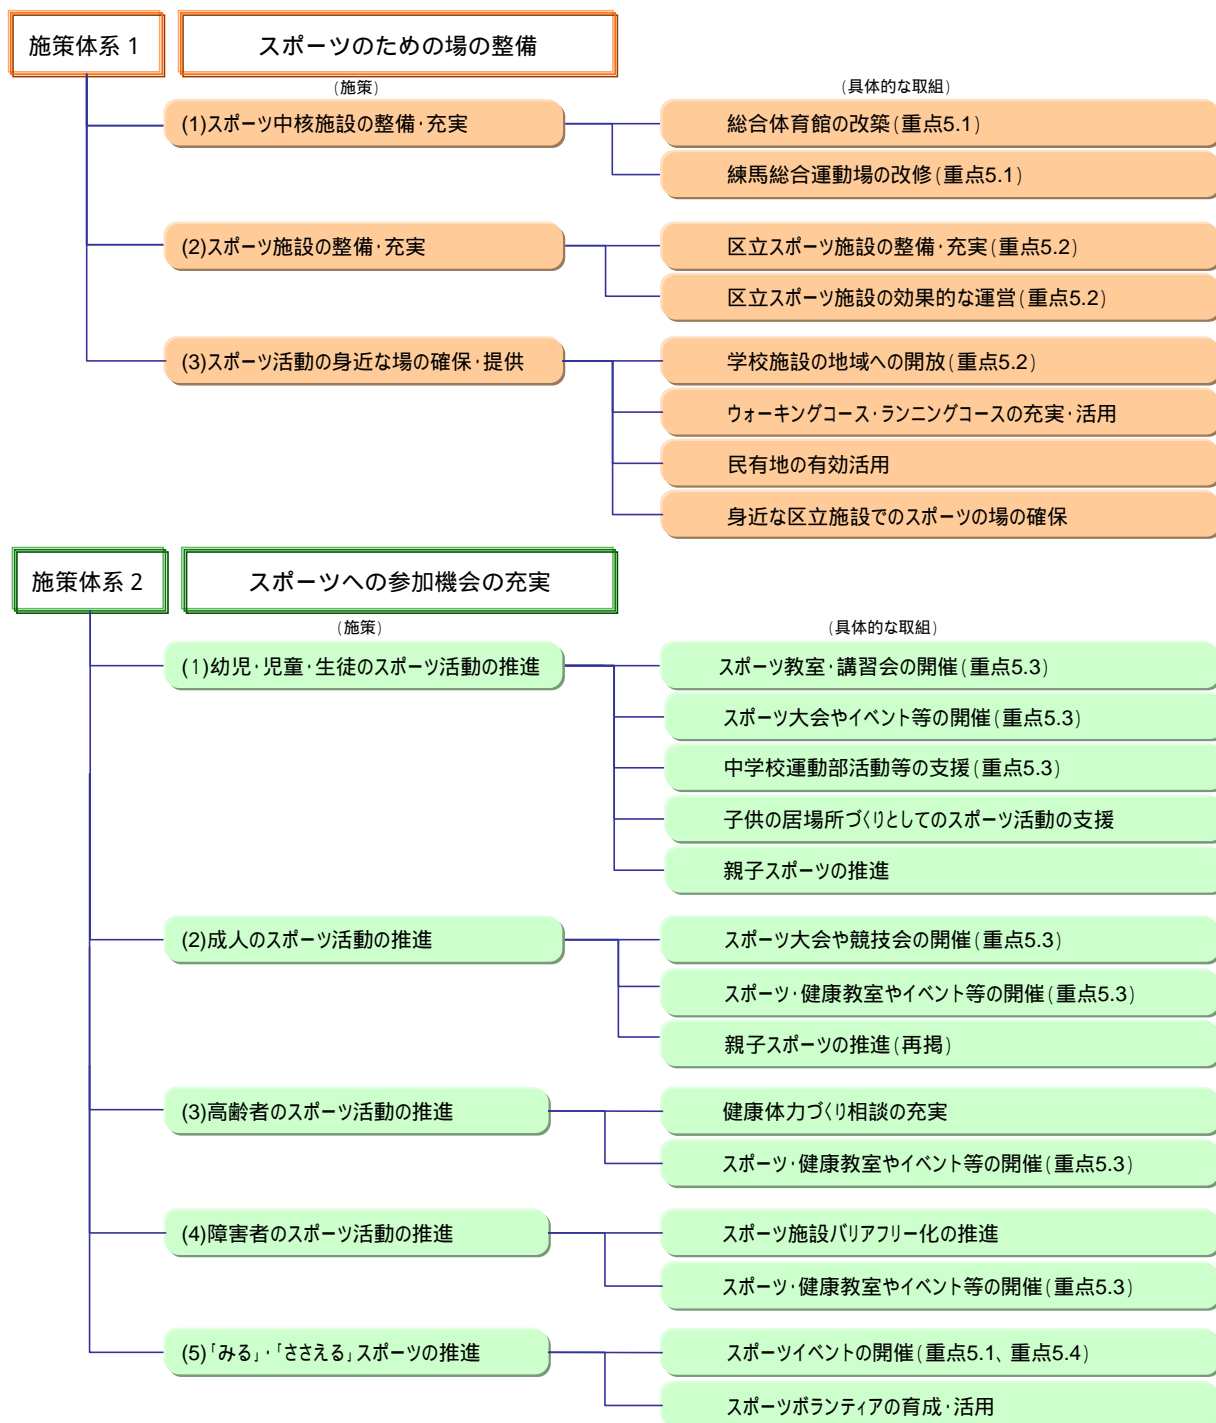 施策体系 1 スポーツのための場の整備
(施策) (具体的な取組)
(1)スポーツ中核施設の整備・充実 総合体育館の改築(重点5.1)
練馬総合運動場の改修(重点5.1)
(2)スポーツ施設の整備・充実 区立スポーツ施設の整備・充実(重点5.2)
区立スポーツ施設の効果的な運営(重点5.2)
(3)スポーツ活動の身近な場の確保・提供 学校施設の地域への開放(重点5.2)
ウォーキングコース・ランニングコースの充実・活用
民有地の有効活用
身近な区立施設でのスポーツの場の確保
施策体系 2 スポーツへの参加機会の充実
(施策) (具体的な取組)
(1)幼児・児童・生徒のスポーツ活動の推進 スポーツ教室・講習会の開催(重点5.3)
スポーツ大会やイベント等の開催(重点5.3)
中学校運動部活動等の支援(重点5.3)
子供の居場所づくりとしてのスポーツ活動の支援
親子スポーツの推進
(2)成人のスポーツ活動の推進 スポーツ大会や競技会の開催(重点5.3)
スポーツ・健康教室やイベント等の開催(重点5.3)
親子スポーツの推進(再掲)
(3)高齢者のスポーツ活動の推進 健康体力づくり相談の充実
スポーツ・健康教室やイベント等の開催(重点5.3)
(4)障害者のスポーツ活動の推進 スポーツ施設バリアフリー化の推進
スポーツ・健康教室やイベント等の開催(重点5.3)
(5)「みる」・「ささえる」スポーツの推進 スポーツイベントの開催(重点5.1、重点5.4)
スポーツボランティアの育成・活用